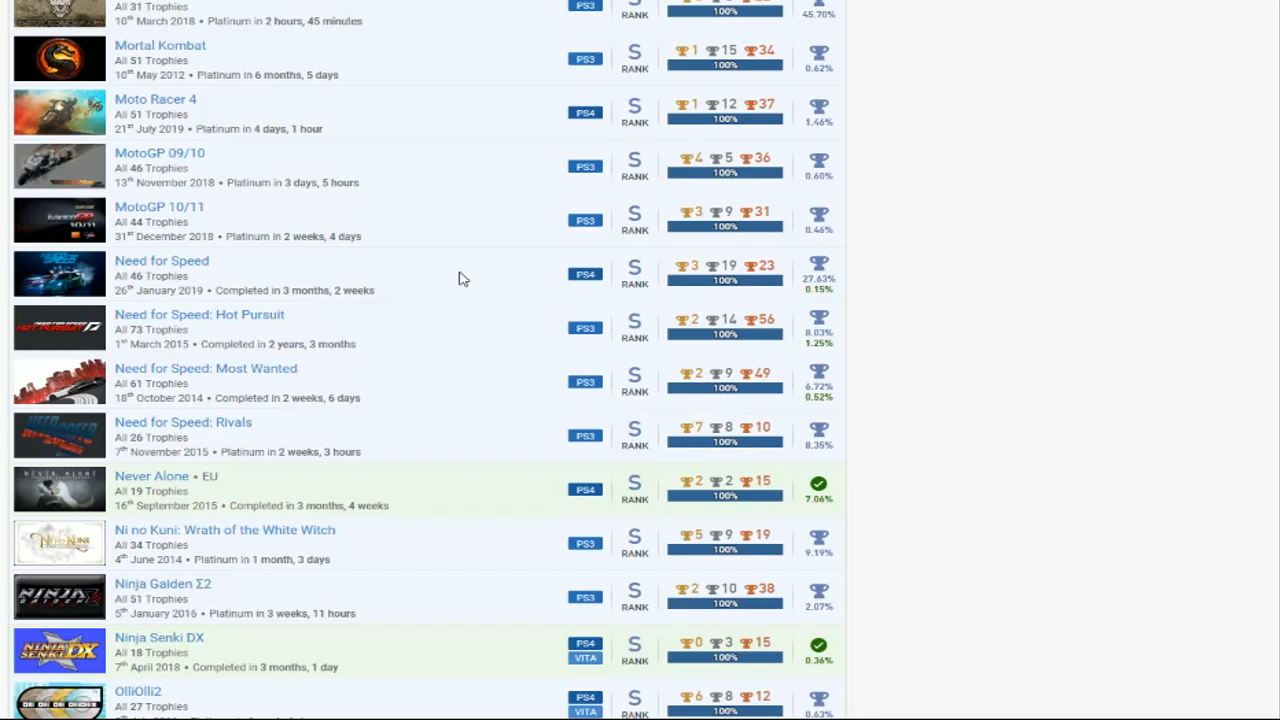 All 31 Trophies
10th March 2018 • Platinum in 2 hours, 45 minutes
100%
45.70%
Mortal Kombat
All 51 Trophies
10th May 2012 • Platinum in 6 months, 5 days
PS3
S
RANK
1 15 34
100%
0.62%
Moto Racer 4
All 51 Trophies
21st July 2019 • Platinum in 4 days, 1 hour
PS4
S
RANK
1 12 37
100%
1.46%
MotoGP 09/10
All 46 Trophies
13th November 2018 • Platinum in 3 days, 5 hours
PS3
S
RANK
4 5 36
100%
0.60%
MotoGP 10/11
All 44 Trophies
31st December 2018 • Platinum in 2 weeks, 4 days
PS3
S
RANK
3 9 31
100%
0.46%
Need for Speed
All 46 Trophies
January 2019 • Completed in 3 months, 2 weeks
PS4
S
RANK
3 19 23
100%
27.63%
0.15%
Need for Speed: Hot Pursuit
All 73 Trophies
1st March 2015 • Completed in 2 years, 3 months
PS3
S
RANK
2 14 56
100%
8.03%
1.25%
Need for Speed: Most Wanted
All 61 Trophies
18th October 2014 • Completed in 2 weeks, 6 days
PS3
S
RANK
2 9 49
100%
6.72%
0.52%
Need for Speed: Rivals
All 26 Trophies
November 2015 • Platinum in 2 weeks, 3 hours
PS3
S
RANK
7 8 10
100%
8.35%
NEVER ALONE
Never Alone • EU
All 19 Trophies
16th September 2015 • Completed in 3 months, 4 weeks
PS4
S
RANK
2 2 15
100%
7.06%
NI NO KUNI
Ni no Kuni: Wrath of the White Witch
All 34 Trophies
4th June 2014 • Platinum in 1 month, 3 days
PS3
S
RANK
5 9 19
100%
9.19%
NINJA GAIDEN
Ninja Gaiden Σ2
All 51 Trophies
5th January 2016 • Platinum in 3 weeks, 11 hours
PS3
S
RANK
2 10 38
100%
2.07%
NINJA SENKI DX
Ninja Senki DX
All 18 Trophies
7th April 2018 • Completed in 3 months, 1 day
PS4
VITA
S
RANK
0 3 15
100%
0.36%
OlliOlli2
All 27 Trophies
PS4
VITA
S
RANK
6 8 12
100%
0.63%